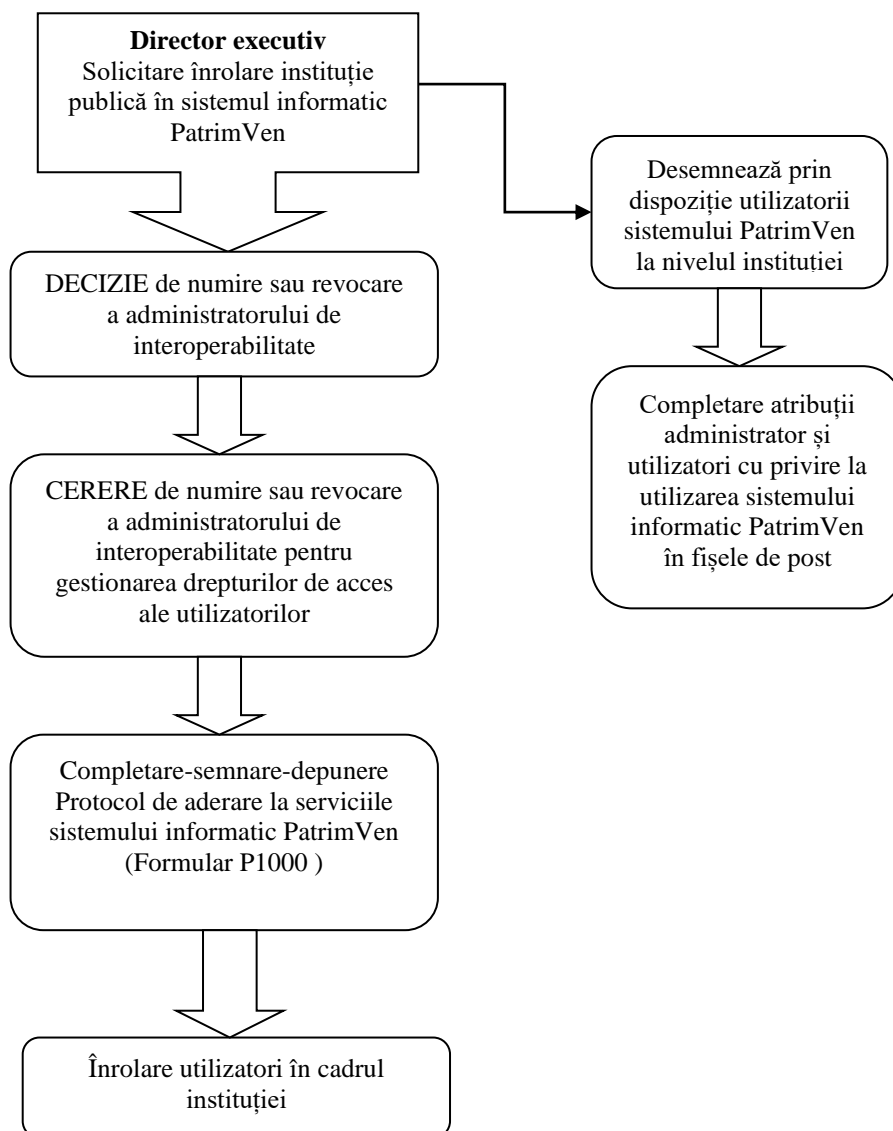 Director executiv
Solicitare înrolare instituție
publică în sistemul informatic
PatrimVen
DECIZIE de numire sau revocare
a administratorului de
interoperabilitate
CERERE de numire sau revocare
a administratorului de
interoperabilitate pentru
gestionarea drepturilor de acces
ale utilizatorilor
Completare-semnare-depunere
Protocol de aderare la serviciile
sistemului informatic PatrimVen
(Formular P1000 )
Înrolare utilizatori în cadrul
instituției
Desemnează prin
dispoziție utilizatorii
sistemului PatrimVen
la nivelul instituției
Completare atribuții
administrator și
utilizatori cu privire la
utilizarea sistemului
informatic PatrimVen
în fișele de post